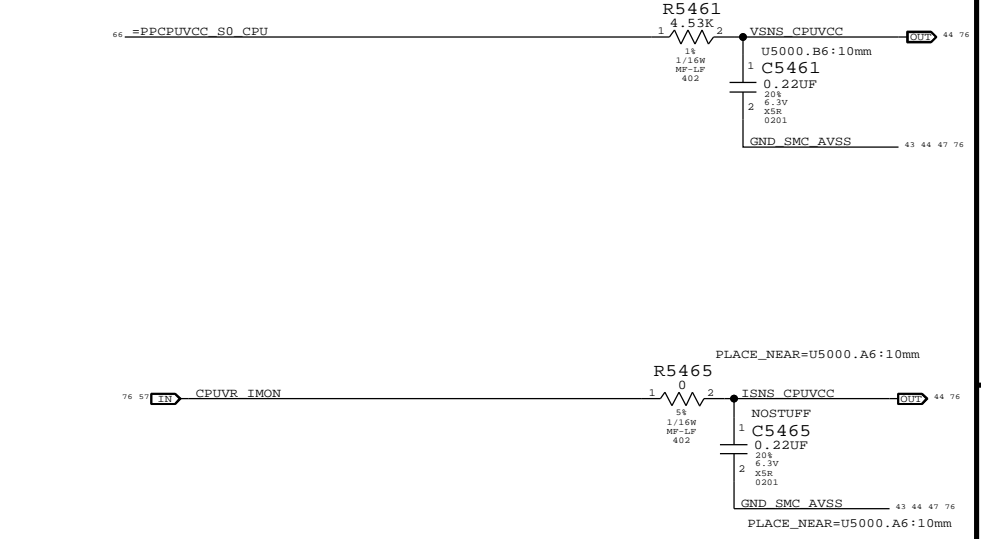 R5461
4.53K
66 =PPCPUVCC_S0_CPU
1 2
VSNS_CPUVCC
OUT 44 76
1%
1/16W
MF-LF
402
U5000.B6:10mm
1 C5461
0.22UF
20%
2 6.3V
X5R
0201
GND_SMC_AVSS 43 44 47 76
PLACE_NEAR=U5000.A6:10mm
R5465
0
76 57 IN CPUVR_IMON
1 2
ISNS_CPUVCC
OUT 44 76
5%
1/16W
MF-LF
402
NOSTUFF
1 C5465
0.22UF
20%
2 6.3V
X5R
0201
GND_SMC_AVSS 43 44 47 76
PLACE_NEAR=U5000.A6:10mm